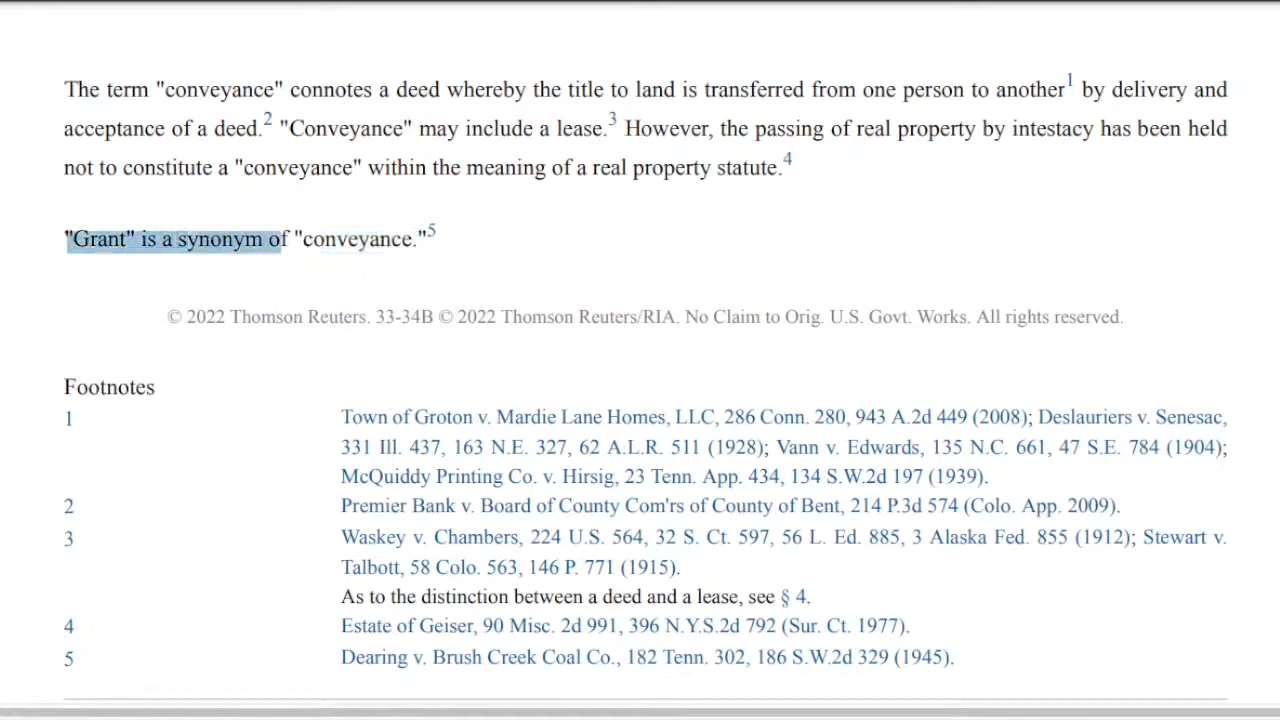 The term "conveyance" connotes a deed whereby the title to land is transferred from one person to another1 by delivery and
acceptance of a deed.2 "Conveyance" may include a lease.3 However, the passing of real property by intestacy has been held
not to constitute a "conveyance" within the meaning of a real property statute.4
"Grant" is a synonym of "conveyance."5
© 2022 Thomson Reuters. 33-34B © 2022 Thomson Reuters/RIA. No Claim to Orig. U.S. Govt. Works. All rights reserved.
Footnotes
1 Town of Groton v. Mardie Lane Homes, LLC, 286 Conn. 280, 943 A.2d 449 (2008); Deslauriers v. Senesac,
331 Ill. 437, 163 N.E. 327, 62 A.L.R. 511 (1928); Vann v. Edwards, 135 N.C. 661, 47 S.E. 784 (1904);
McQuiddy Printing Co. v. Hirsig, 23 Tenn. App. 434, 134 S.W.2d 197 (1939).
2 Premier Bank v. Board of County Com'rs of County of Bent, 214 P.3d 574 (Colo. App. 2009).
3 Waskey v. Chambers, 224 U.S. 564, 32 S. Ct. 597, 56 L. Ed. 885, 3 Alaska Fed. 855 (1912); Stewart v.
Talbott, 58 Colo. 563, 146 P. 771 (1915).
As to the distinction between a deed and a lease, see § 4.
4 Estate of Geiser, 90 Misc. 2d 991, 396 N.Y.S.2d 792 (Sur. Ct. 1977).
5 Dearing v. Brush Creek Coal Co., 182 Tenn. 302, 186 S.W.2d 329 (1945).